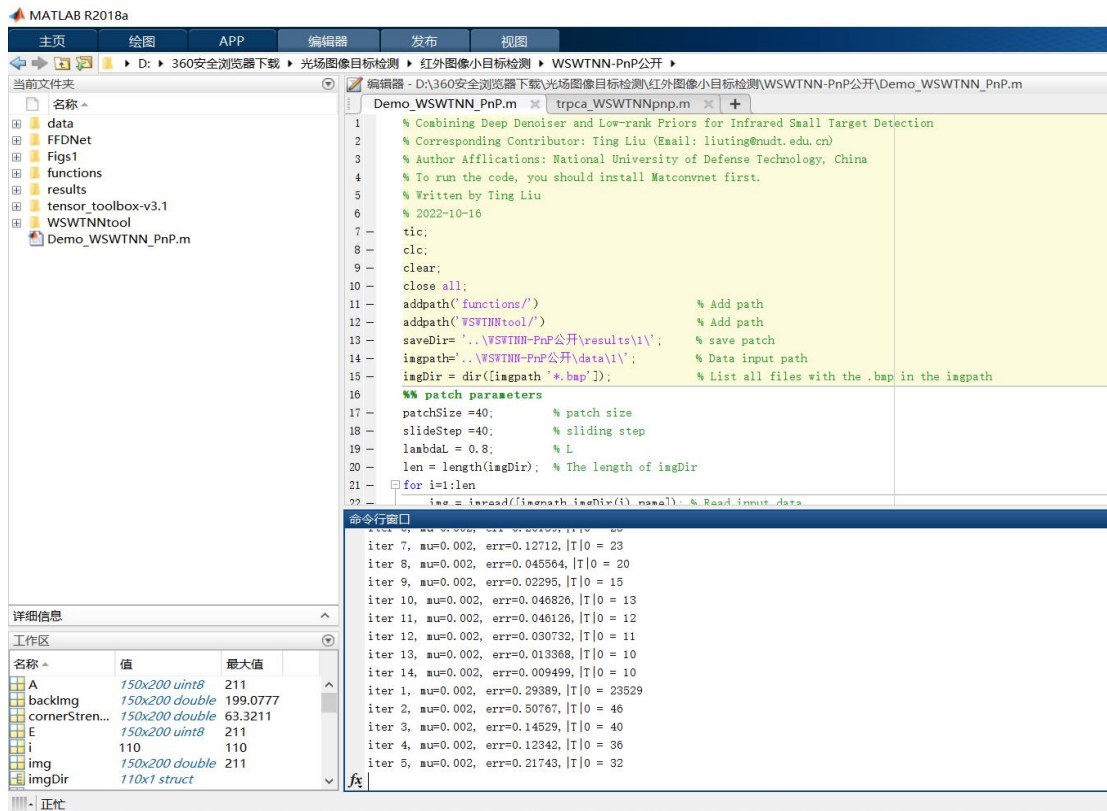 MATLAB R2018a
主页 绘图 APP 编辑器 发布 视图
D: 360安全浏览器下载 光场图像目标检测 红外图像小目标检测 WSWTNN-PnP公开
当前文件夹
名称
data
FFDNet
Figs1
functions
results
tensor_toolbox-v3.1
WSWTNNtool
Demo_WSWTNN_PnP.m
编辑器 - D:\360安全浏览器下载\光场图像目标检测\红外图像小目标检测\WSWTNN-PnP公开\Demo_WSWTNN_PnP.m
Demo_WSWTNN_PnP.m trpca_WSWTNNpnp.m
1 % Combining Deep Denoiser and Low-rank Priors for Infrared Small Target Detection
2 % Corresponding Contributor: Ting Liu (Email: liuting@nudt.edu.cn)
3 % Author Afflications: National University of Defense Technology, China
4 % To run the code, you should install Matconvnet first.
5 % Written by Ting Liu
6 % 2022-10-16
7 tic;
8 clc;
9 clear;
10 close all;
11 addpath('functions/') % Add path
12 addpath('WSWTNNtool/') % Add path
13 saveDir= '..\WSWTNN-PnP公开\results\1\'; % save patch
14 imgpath='..\WSWTNN-PnP公开\data\1\'; % Data input path
15 imgDir = dir([imgpath '*.bmp']); % List all files with the .bmp in the imgpath
16 %% patch parameters
17 patchSize =40; % patch size
18 slideStep =40; % sliding step
19 lambdaL = 0.8; % L
20 len = length(imgDir); % The length of imgDir
21 for i=1:len
22 img = imread([imgpath imgDir(i).name]); % Read input data
命令行窗口
iter 7, mu=0.002, err=0.12712, |T|0 = 23
iter 8, mu=0.002, err=0.045564, |T|0 = 20
iter 9, mu=0.002, err=0.02295, |T|0 = 15
iter 10, mu=0.002, err=0.046826, |T|0 = 13
iter 11, mu=0.002, err=0.046126, |T|0 = 12
iter 12, mu=0.002, err=0.030732, |T|0 = 11
iter 13, mu=0.002, err=0.013368, |T|0 = 10
iter 14, mu=0.002, err=0.009499, |T|0 = 10
iter 1, mu=0.002, err=0.29389, |T|0 = 23529
iter 2, mu=0.002, err=0.50767, |T|0 = 46
iter 3, mu=0.002, err=0.14529, |T|0 = 40
iter 4, mu=0.002, err=0.12342, |T|0 = 36
iter 5, mu=0.002, err=0.21743, |T|0 = 32
fx
详细信息
工作区
名称 值 最大值
A 150x200 uint8 211
backImg 150x200 double 199.0777
cornerStren... 150x200 double 63.3211
E 150x200 uint8 211
i 110 110
img 150x200 double 211
imgDir 110x1 struct
正忙